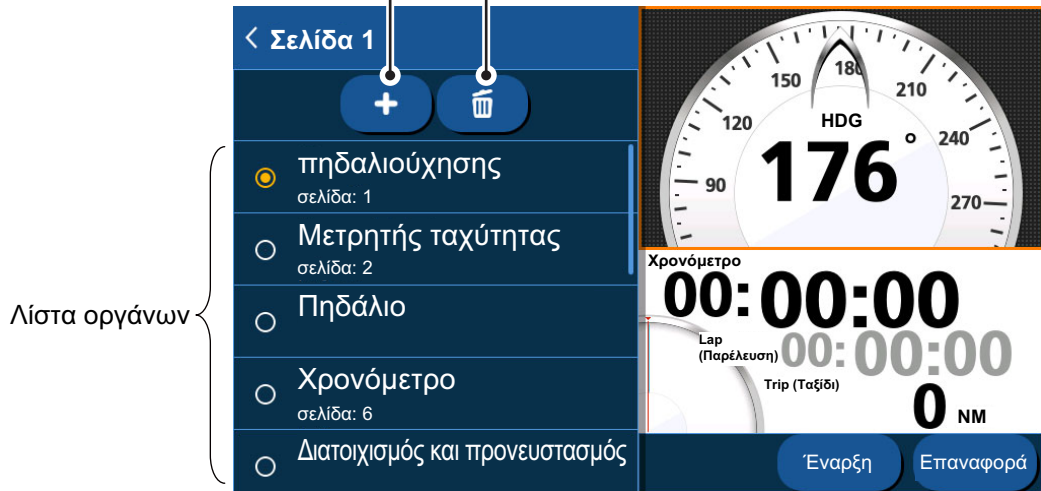 Σελίδα 1
πηδαλιούχησης
σελίδα: 1
Μετρητής ταχύτητας
σελίδα: 2
Πηδάλιο
Χρονόμετρο
σελίδα: 6
Διατοιχισμός και προνευστασμός
Λίστα οργάνων
90
120
150
180
210
240
270
HDG
176°
Χρονόμετρο
00:00:00
Lap
(Παρέλευση) 00:00:00
Trip (Ταξίδι)
0 NM
Έναρξη
Επαναφορά